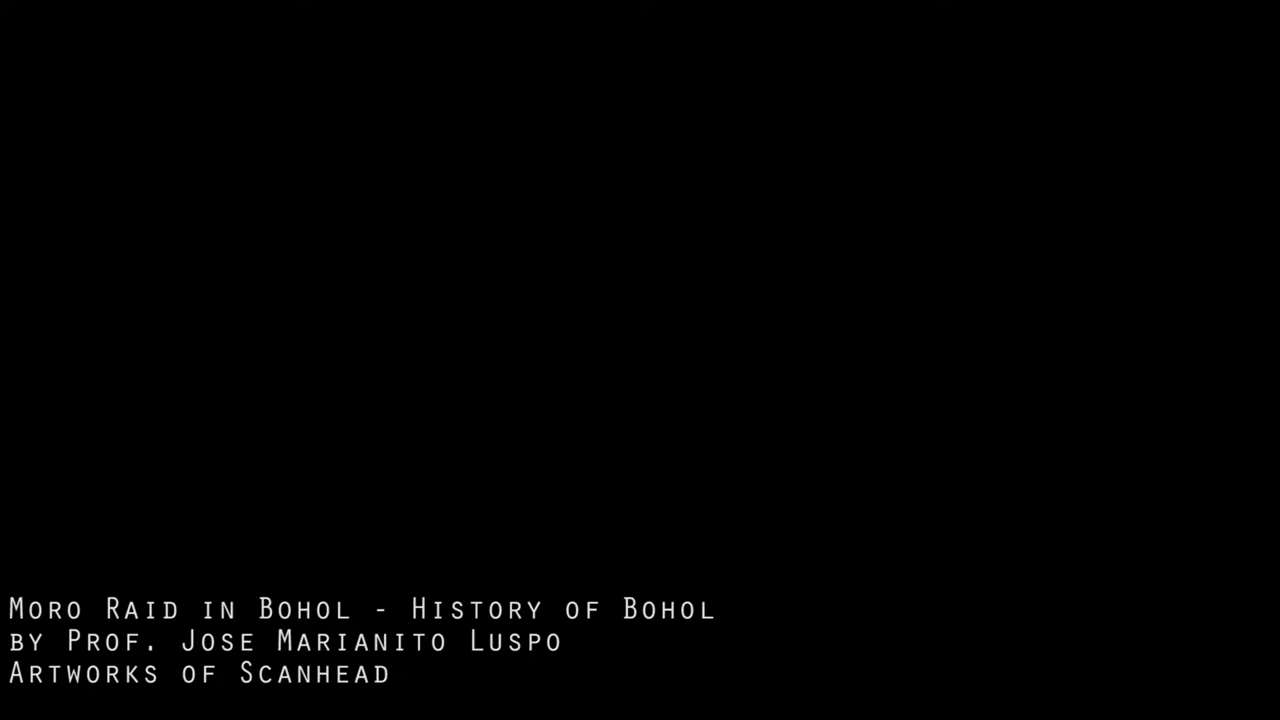 Moro Raid in Bohol - History of Bohol
by Prof. Jose Marianito Luspo
Artworks of Scanhead